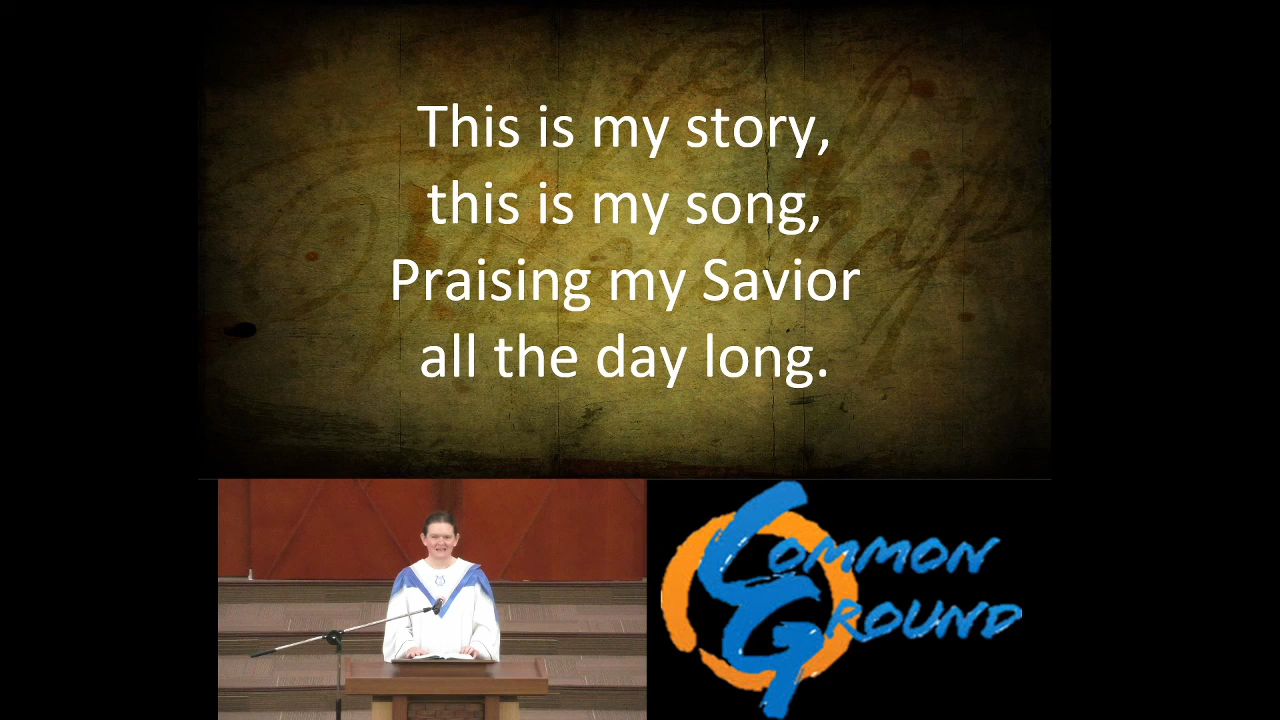 This is my story,
this is my song,
Praising my Savior
all the day long.
COMMON
GROUND